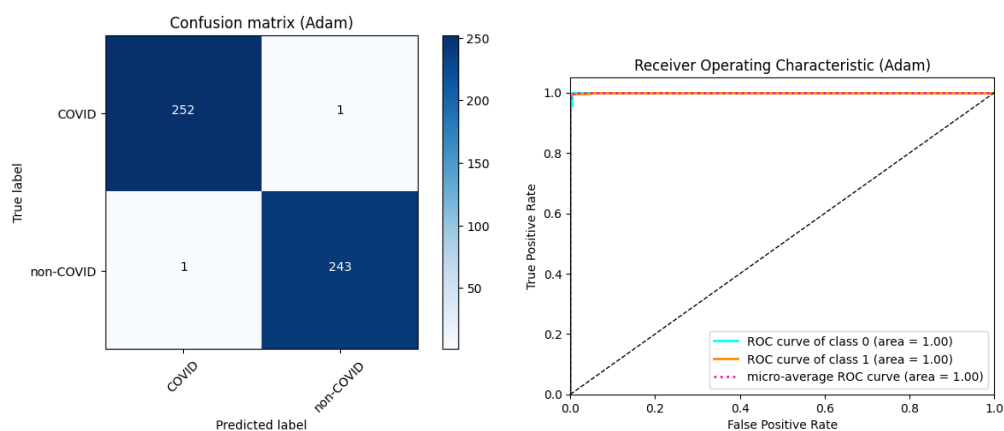 Confusion matrix (Adam)
COVID
non-COVID
True label
252
1
1
243
COVID
non-COVID
Predicted label
250
200
150
100
50
Receiver Operating Characteristic (Adam)
True Positive Rate
1.0
0.8
0.6
0.4
0.2
0.0
ROC curve of class 0 (area = 1.00)
ROC curve of class 1 (area = 1.00)
micro-average ROC curve (area = 1.00)
0.0
0.2
0.4
0.6
0.8
1.0
False Positive Rate